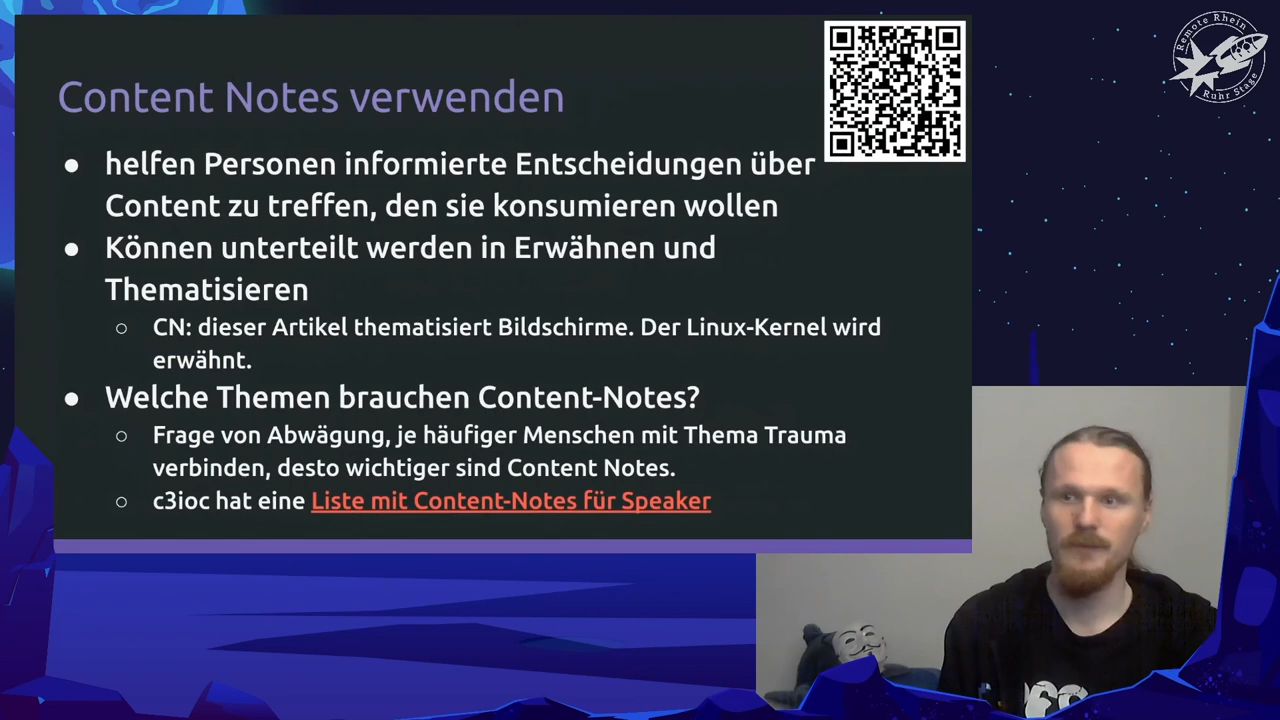 Remote Rhein
Ruhr Stage
Content Notes verwenden
● helfen Personen informierte Entscheidungen über
Content zu treffen, den sie konsumieren wollen
● Können unterteilt werden in Erwähnen und
Thematisieren
○ CN: dieser Artikel thematisiert Bildschirme. Der Linux-Kernel wird
erwähnt.
● Welche Themen brauchen Content-Notes?
○ Frage von Abwägung, je häufiger Menschen mit Thema Trauma
verbinden, desto wichtiger sind Content Notes.
○ c3ioc hat eine Liste mit Content-Notes für Speaker